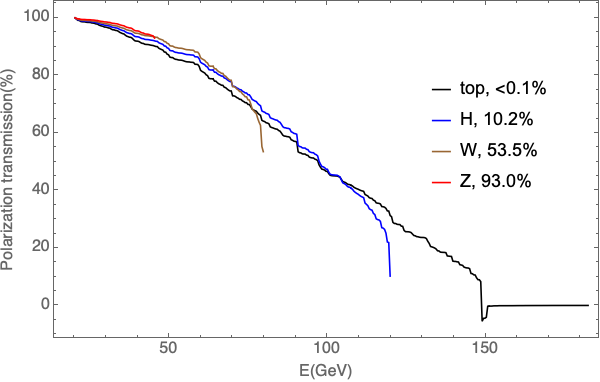 100
80
60
40
20
0
Polarization transmission(%)
top, <0.1%
H, 10.2%
W, 53.5%
Z, 93.0%
50
100
150
E(GeV)